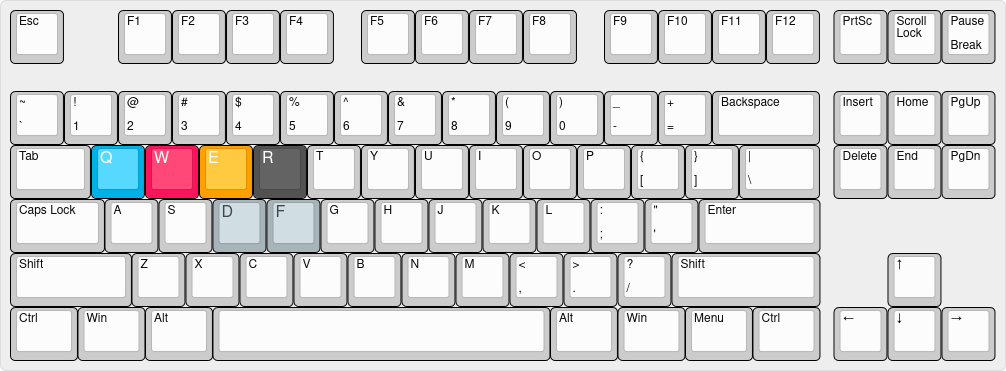 Esc F1 F2 F3 F4 F5 F6 F7 F8 F9 F10 F11 F12 PrtSc Scroll Lock Pause Break
~ ` ! 1 @ 2 # 3 $ 4 % 5 ^ 6 & 7 * 8 ( 9 ) 0 _ - + = Backspace Insert Home PgUp
Tab Q W E R T Y U I O P { [ } ] | \ Delete End PgDn
Caps Lock A S D F G H J K L : ; " ' Enter
Shift Z X C V B N M < , > . ? / Shift ↑
Ctrl Win Alt Alt Win Menu Ctrl ← ↓ →